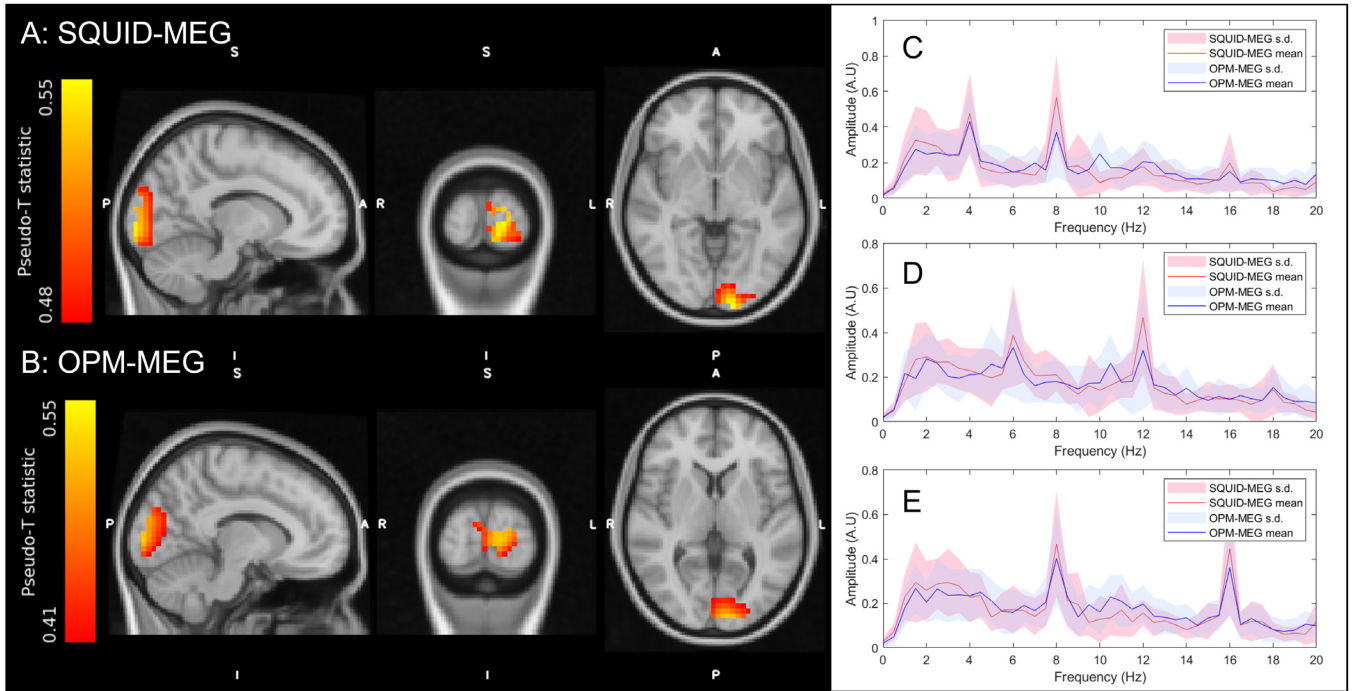 A: SQUID-MEG
S
S
A
0.55
Pseudo-T statistic
0.48
P
A
R
L
R
L
I
I
P
B: OPM-MEG
S
S
A
0.55
Pseudo-T statistic
0.41
P
A
R
L
R
L
I
I
P
C
SQUID-MEG s.d.
SQUID-MEG mean
OPM-MEG s.d.
OPM-MEG mean
Amplitude (A.U)
1
0.8
0.6
0.4
0.2
0
0 2 4 6 8 10 12 14 16 18 20
Frequency (Hz)
D
SQUID-MEG s.d.
SQUID-MEG mean
OPM-MEG s.d.
OPM-MEG mean
Amplitude (A.U)
0.8
0.6
0.4
0.2
0
0 2 4 6 8 10 12 14 16 18 20
Frequency (Hz)
E
SQUID-MEG s.d.
SQUID-MEG mean
OPM-MEG s.d.
OPM-MEG mean
Amplitude (A.U)
0.8
0.6
0.4
0.2
0
0 2 4 6 8 10 12 14 16 18 20
Frequency (Hz)